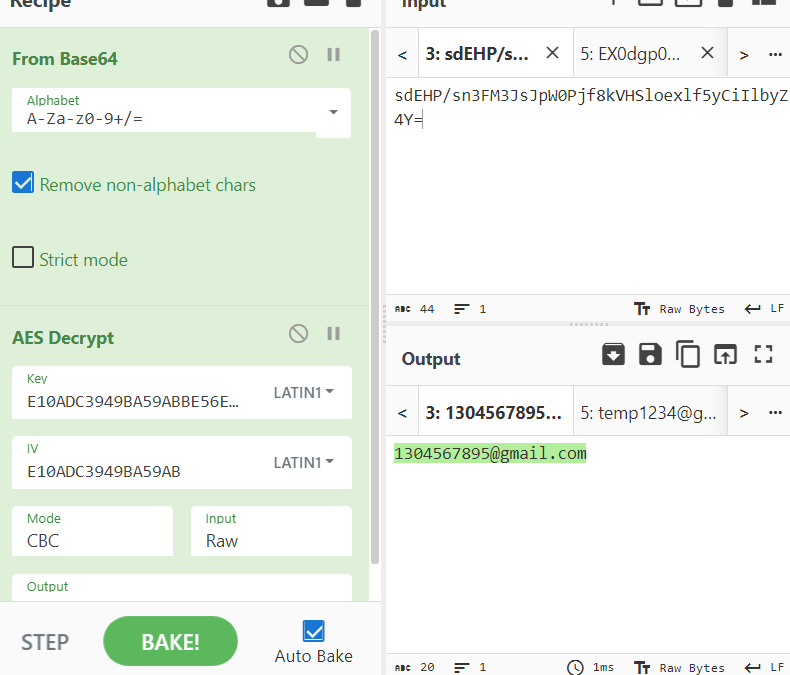 Recipe
From Base64
Alphabet
A-Za-z0-9+/=
Remove non-alphabet chars
Strict mode
AES Decrypt
Key
E10ADC3949BA59ABBE56E…
LATIN1
IV
E10ADC3949BA59AB
LATIN1
Mode
CBC
Input
Raw
Output
STEP
BAKE!
Auto Bake
Input
<
3: sdEHP/s…
5: EX0dgp0…
>
sdEHP/sn3FM3JsJpW0Pjf8kVHSloexlf5yCiIlbyZ
4Y=
ABC 44
1
Tт Raw Bytes
LF
Output
<
3: 1304567895…
5: temp1234@g…
>
1304567895@gmail.com
ABC 20
1
1ms
Tт Raw Bytes
LF